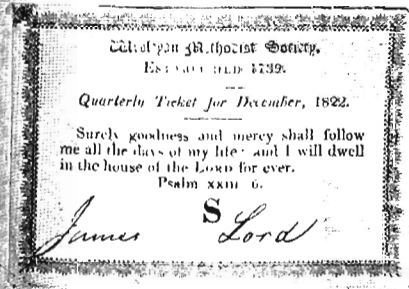 Wesleyan Methodist Society.
ESTABLISHED 1739.
Quarterly Ticket for December, 1822.
Surely goodness and mercy shall follow
me all the days of my life: and I will dwell
in the house of the LORD for ever.
Psalm xxiii 6.
S
James Lord